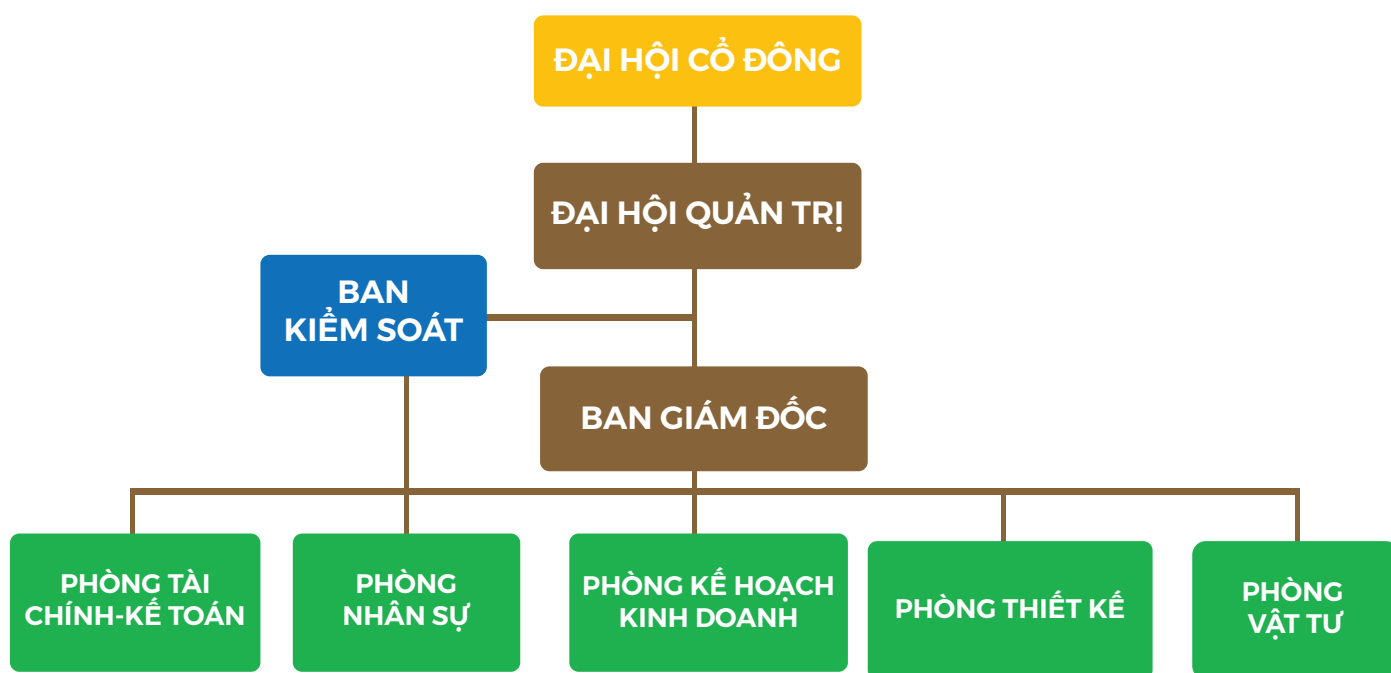 ĐẠI HỘI CỔ ĐÔNG
ĐẠI HỘI QUẢN TRỊ
BAN
KIỂM SOÁT
BAN GIÁM ĐỐC
PHÒNG TÀI
CHÍNH-KẾ TOÁN
PHÒNG
NHÂN SỰ
PHÒNG KẾ HOẠCH
KINH DOANH
PHÒNG THIẾT KẾ
PHÒNG
VẬT TƯ